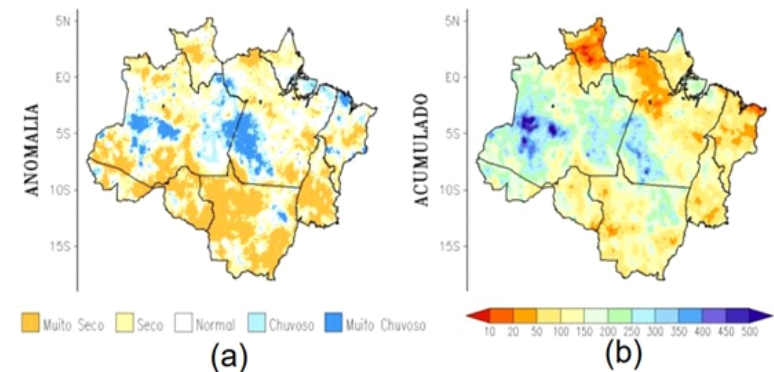 ANOMALIA
5N
EQ
5S
10S
15S
Muito Seco
Seco
Normal
Chuvoso
Muito Chuvoso
(a)
ACUMULADO
5N
EQ
5S
10S
15S
10 20 50 100 150 200 250 300 350 400 450 500
(b)